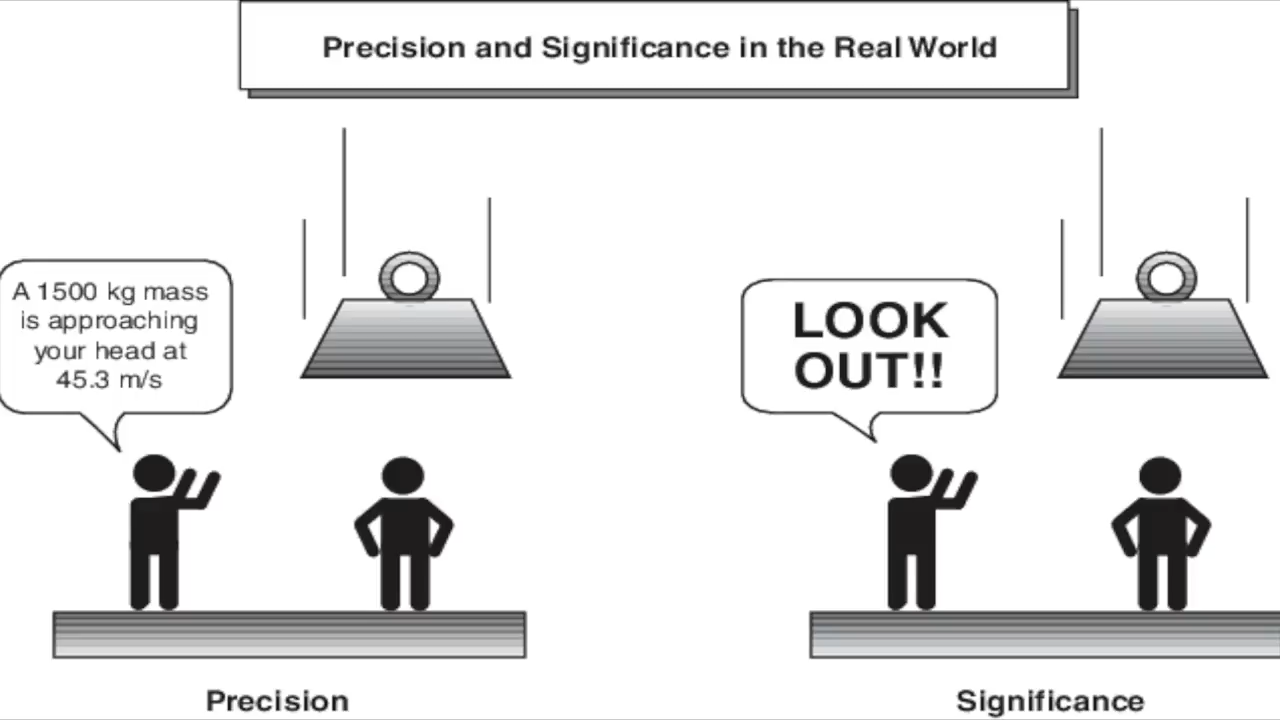 Precision and Significance in the Real World
A 1500 kg mass
is approaching
your head at
45.3 m/s
LOOK
OUT!!
Precision
Significance